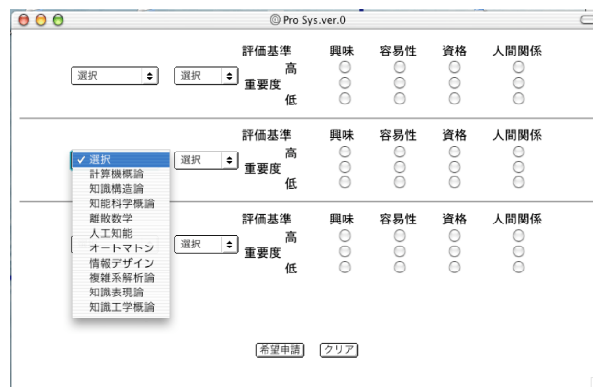 @ Pro Sys.ver.0
評価基準 興味 容易性 資格 人間関係
高
選択 選択 重要度
低
評価基準 興味 容易性 資格 人間関係
✓ 選択 選択 高
計算機概論 重要度
知識構造論 低
知能科学概論
離散数学 評価基準 興味 容易性 資格 人間関係
人工知能 選択 高
オートマトン 重要度
情報デザイン 低
複雑系解析論
知識表現論
知識工学概論
希望申請 クリア